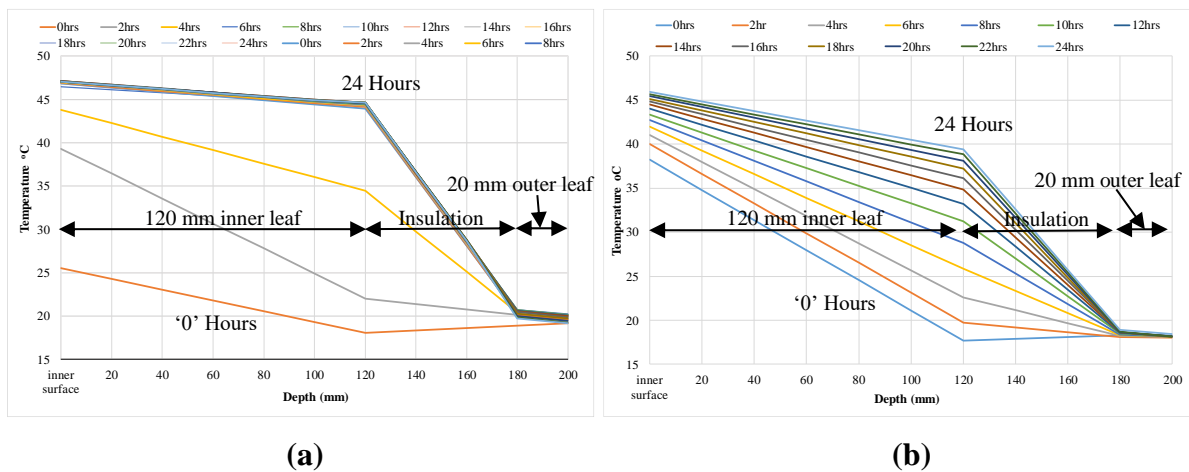 0hrs 2hrs 4hrs 6hrs 8hrs 10hrs 12hrs 14hrs 16hrs
18hrs 20hrs 22hrs 24hrs 0hrs 2hrs 4hrs 6hrs 8hrs
50
45
40
35
30
25
20
15
Temperature °C
24 Hours
20 mm outer leaf
120 mm inner leaf
Insulation
‘0’ Hours
inner surface 20 40 60 80 100 120 140 160 180 200
Depth (mm)
(a)
0hrs 2hr 4hrs 6hrs 8hrs 10hrs 12hrs
14hrs 16hrs 18hrs 20hrs 22hrs 24hrs
50
45
40
35
30
25
20
15
Temperature oC
24 Hours
20 mm outer leaf
120 mm inner leaf
Insulation
‘0’ Hours
inner surface 20 40 60 80 100 120 140 160 180 200
Depth (mm)
(b)